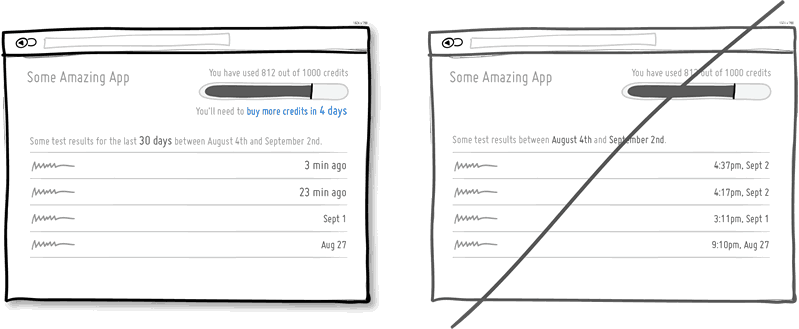 Some Amazing App
You have used 812 out of 1000 credits
You'll need to buy more credits in 4 days
Some test results for the last 30 days between August 4th and September 2nd.
3 min ago
23 min ago
Sept 1
Aug 27
Some Amazing App
You have used 812 out of 1000 credits
Some test results between August 4th and September 2nd.
4:37pm, Sept 2
4:17pm, Sept 2
3:11pm, Sept 1
9:10pm, Aug 27